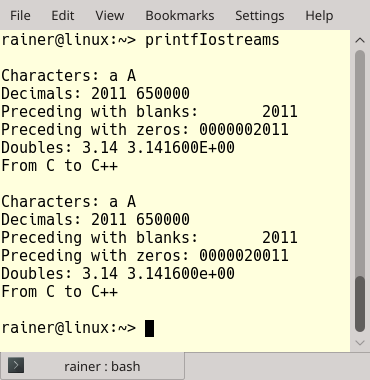 File Edit View Bookmarks Settings Help
rainer@linux:~> printfIostreams
Characters: a A
Decimals: 2011 650000
Preceding with blanks:       2011
Preceding with zeros: 0000002011
Doubles: 3.14 3.141600E+00
From C to C++
Characters: a A
Decimals: 2011 650000
Preceding with blanks:       2011
Preceding with zeros: 0000020011
Doubles: 3.14 3.141600e+00
From C to C++
rainer@linux:~>
rainer : bash